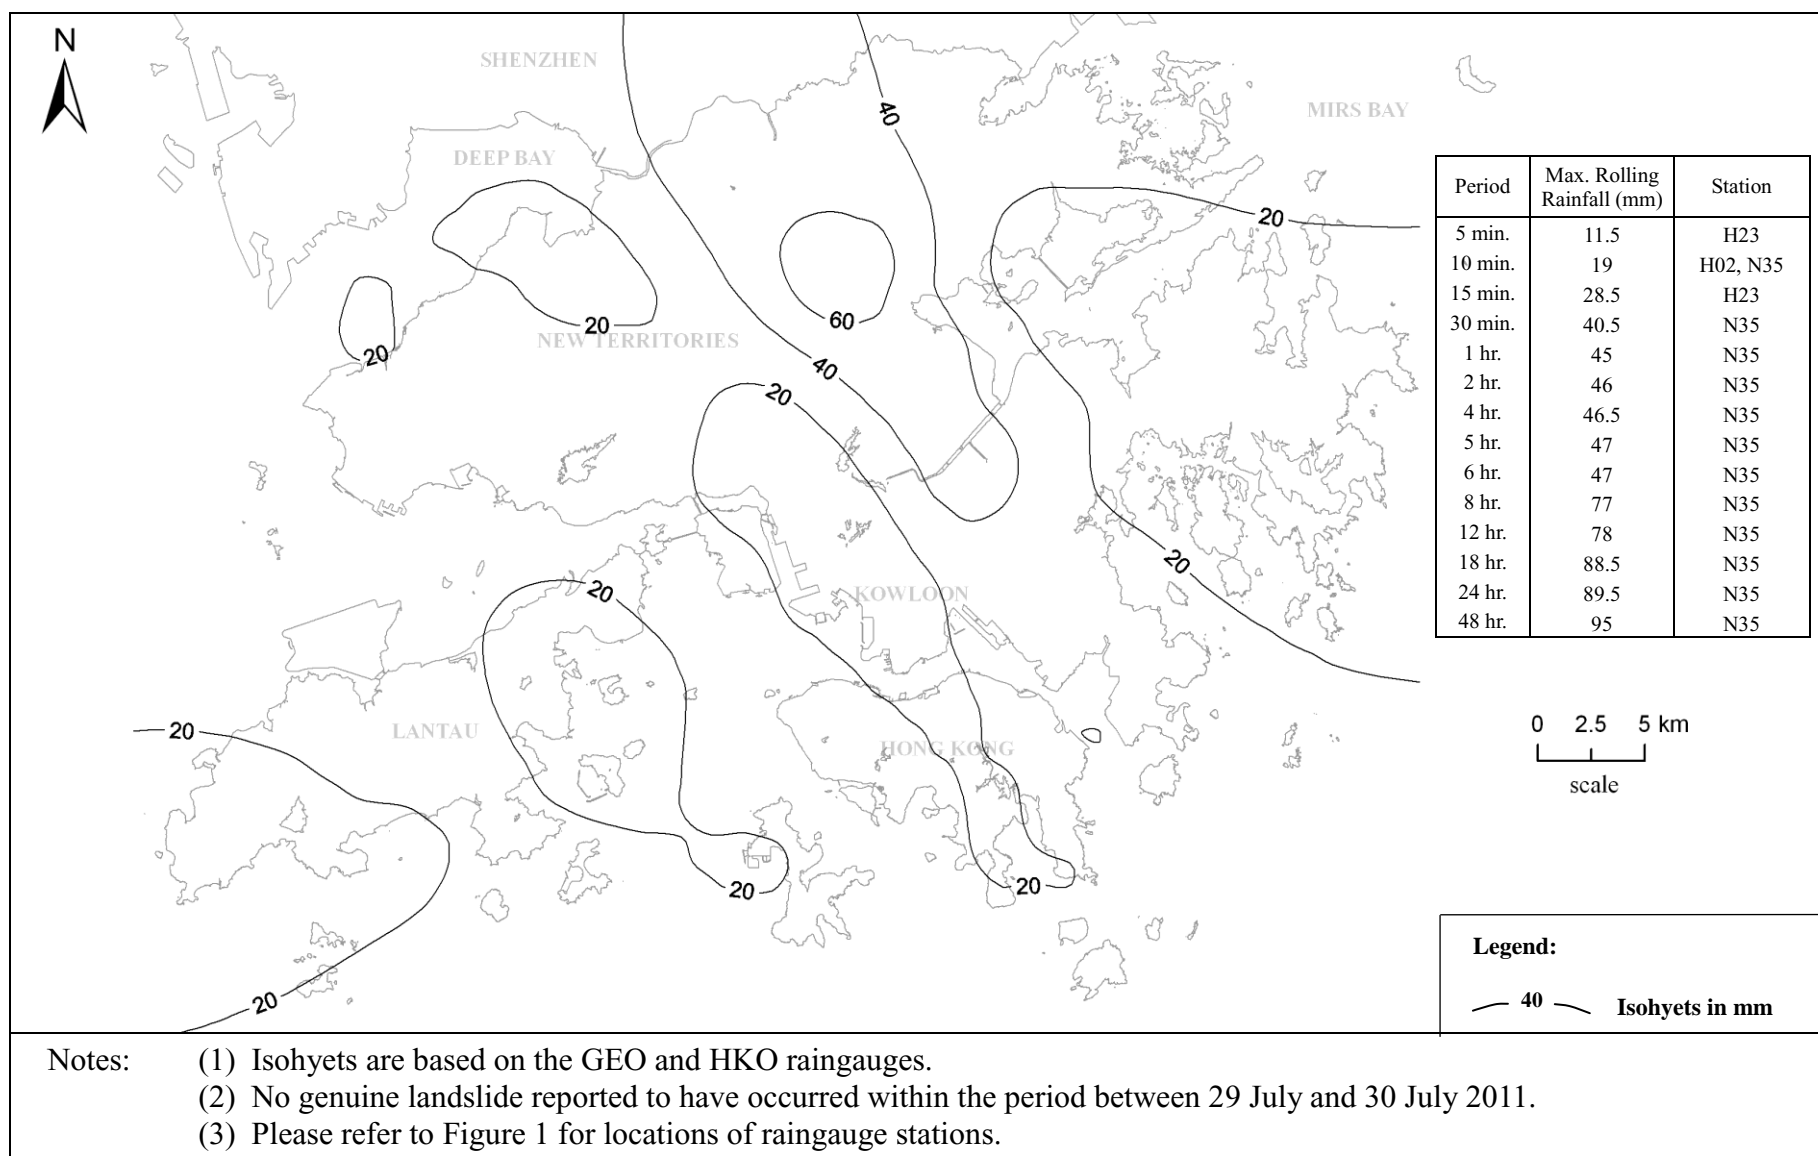 N
SHENZHEN
MIRS BAY
40
DEEP BAY
20
20
60
20
NEW TERRITORIES
40
20
20
20
KOWLOON
20
LANTAU
HONG KONG
20
20
20
Period Max. Rolling Rainfall (mm) Station
5 min. 11.5 H23
10 min. 19 H02, N35
15 min. 28.5 H23
30 min. 40.5 N35
1 hr. 45 N35
2 hr. 46 N35
4 hr. 46.5 N35
5 hr. 47 N35
6 hr. 47 N35
8 hr. 77 N35
12 hr. 78 N35
18 hr. 88.5 N35
24 hr. 89.5 N35
48 hr. 95 N35
0 2.5 5 km
scale
Legend:
40 Isohyets in mm
Notes: (1) Isohyets are based on the GEO and HKO raingauges.
(2) No genuine landslide reported to have occurred within the period between 29 July and 30 July 2011.
(3) Please refer to Figure 1 for locations of raingauge stations.